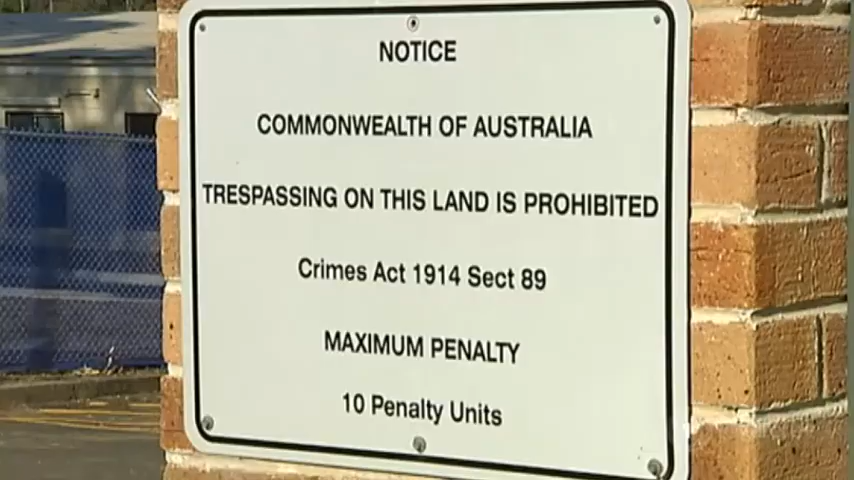 NOTICE
COMMONWEALTH OF AUSTRALIA
TRESPASSING ON THIS LAND IS PROHIBITED
Crimes Act 1914 Sect 89
MAXIMUM PENALTY
10 Penalty Units